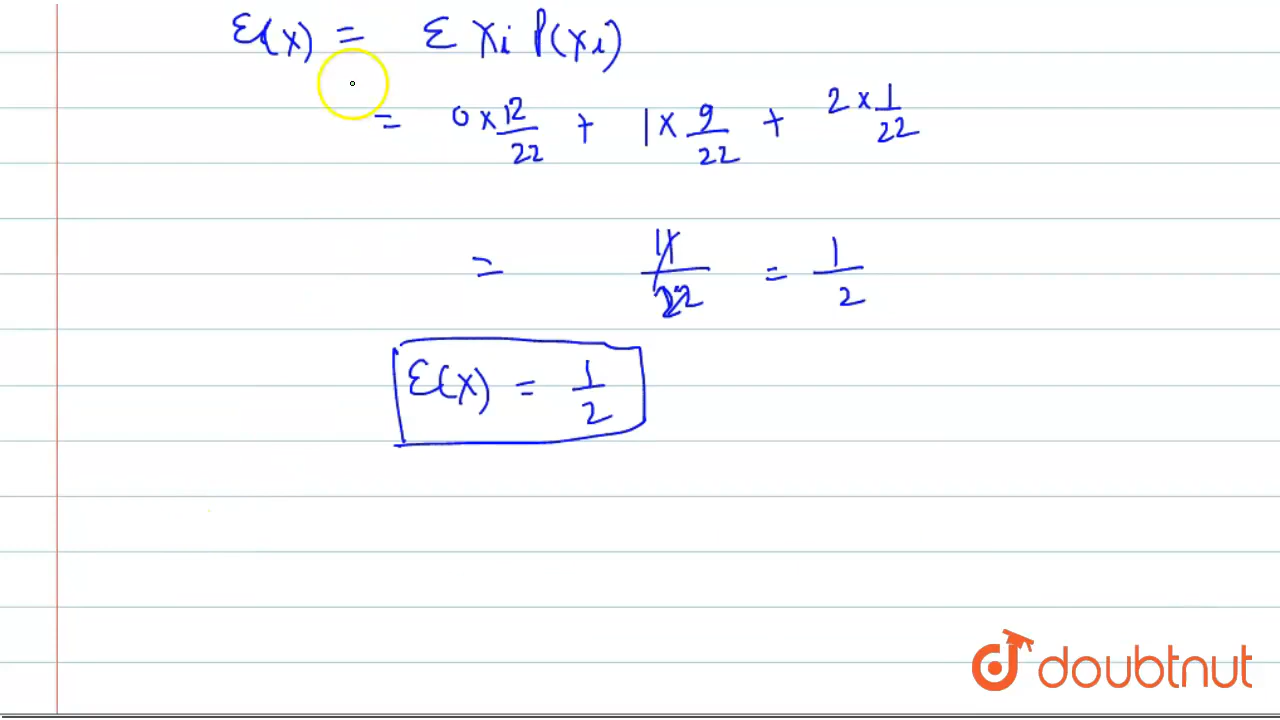 E(X) = Σ Xi P(Xi)
= 0 × 12/22 + 1 × 9/22 + 2 × 1/22
= 11/22 = 1/2
E(X) = 1/2
doubtnut